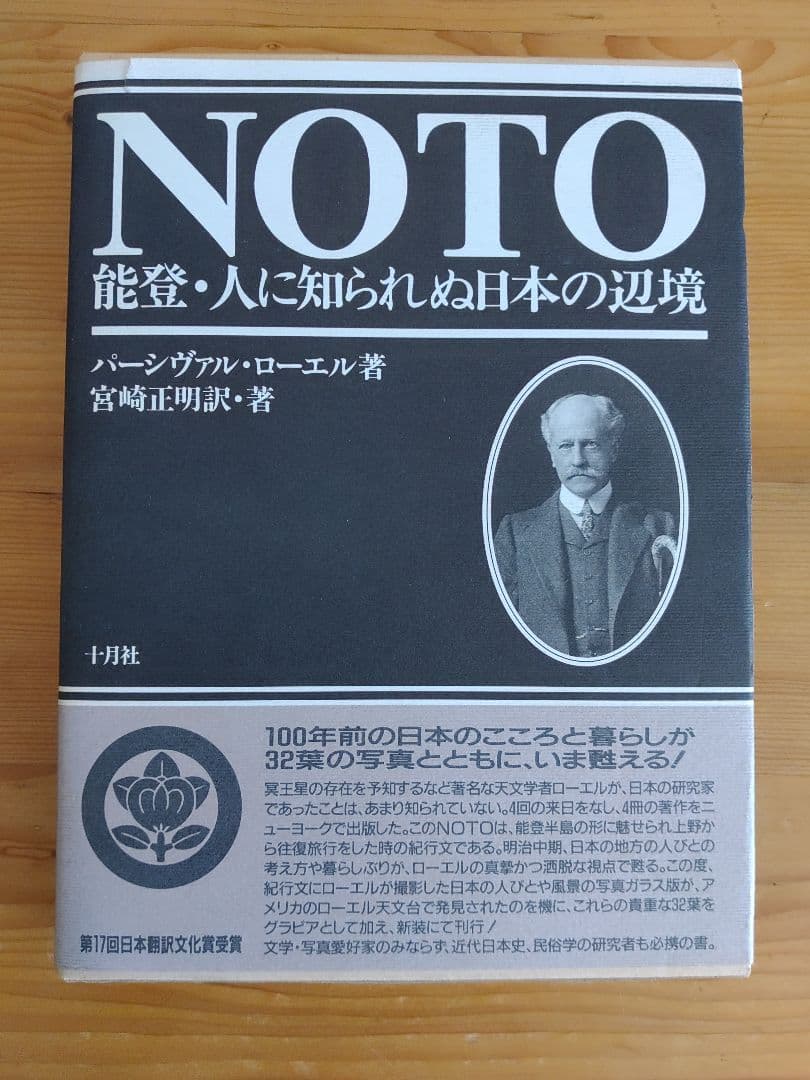 NOTO
能登・人に知られぬ日本の辺境
パーシヴァル・ローエル著
宮崎正明訳・著
十月社
100年前の日本のこころと暮らしが
32葉の写真とともに、いま甦える!
冥王星の存在を予知するなど著名な天文学者ローエルが、日本の研究家
であったことは、あまり知られていない。4回の来日をなし、4冊の著作をニ
ューヨークで出版した。このNOTOは、能登半島の形に魅せられ上野か
ら往復旅行をした時の紀行文である。明治中期、日本の地方の人びとの
考え方や暮らしぶりが、ローエルの真摯かつ洒脱な視点で甦る。この度、
紀行文にローエルが撮影した日本の人びとや風景の写真ガラス版が、ア
メリカのローエル天文台で発見されたのを機に、これらの貴重な32葉を
グラビアとして加え、新装にて刊行!
文学・写真愛好家のみならず、近代日本史、民俗学の研究者も必携の書。
第17回日本翻訳文化賞受賞